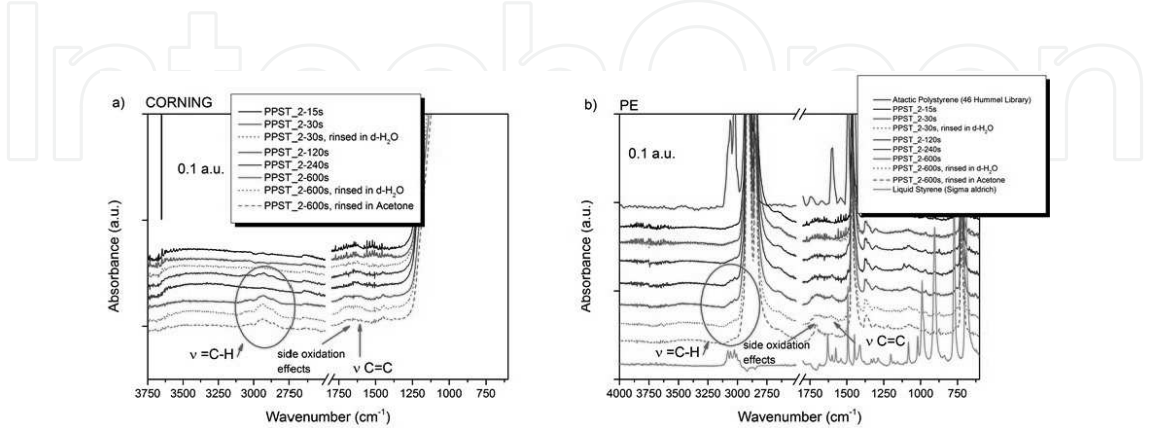 IntechOpen
a) CORNING
PPST_2-15s
PPST_2-30s
PPST_2-30s, rinsed in d-H₂O
PPST_2-120s
PPST_2-240s
PPST_2-600s
PPST_2-600s, rinsed in d-H₂O
PPST_2-600s, rinsed in Acetone
0.1 a.u.
Absorbance (a.u.)
ν =C-H
side oxidation
effects
ν C=C
3750 3500 3250 3000 2750 1750 1500 1250 1000 750
Wavenumber (cm⁻¹)
b) PE
Atactic Polystyrene (46 Hummel Library)
PPST_2-15s
PPST_2-30s
PPST_2-30s, rinsed in d-H₂O
PPST_2-120s
PPST_2-240s
PPST_2-600s
PPST_2-600s, rinsed in d-H₂O
PPST_2-600s, rinsed in Acetone
Liquid Styrene (Sigma aldrich)
0.1 a.u.
Absorbance (a.u.)
ν =C-H
side oxidation
effects
ν C=C
4000 3750 3500 3250 3000 2750 1750 1500 1250 1000 750
Wavenumber (cm⁻¹)